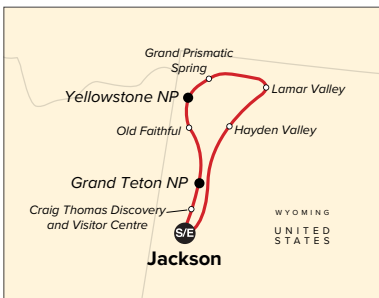 Grand Prismatic
Spring
Lamar Valley
Yellowstone NP
Old Faithful
Hayden Valley
Grand Teton NP
Craig Thomas Discovery
and Visitor Centre
WYOMING
UNITED
STATES
S/E
Jackson